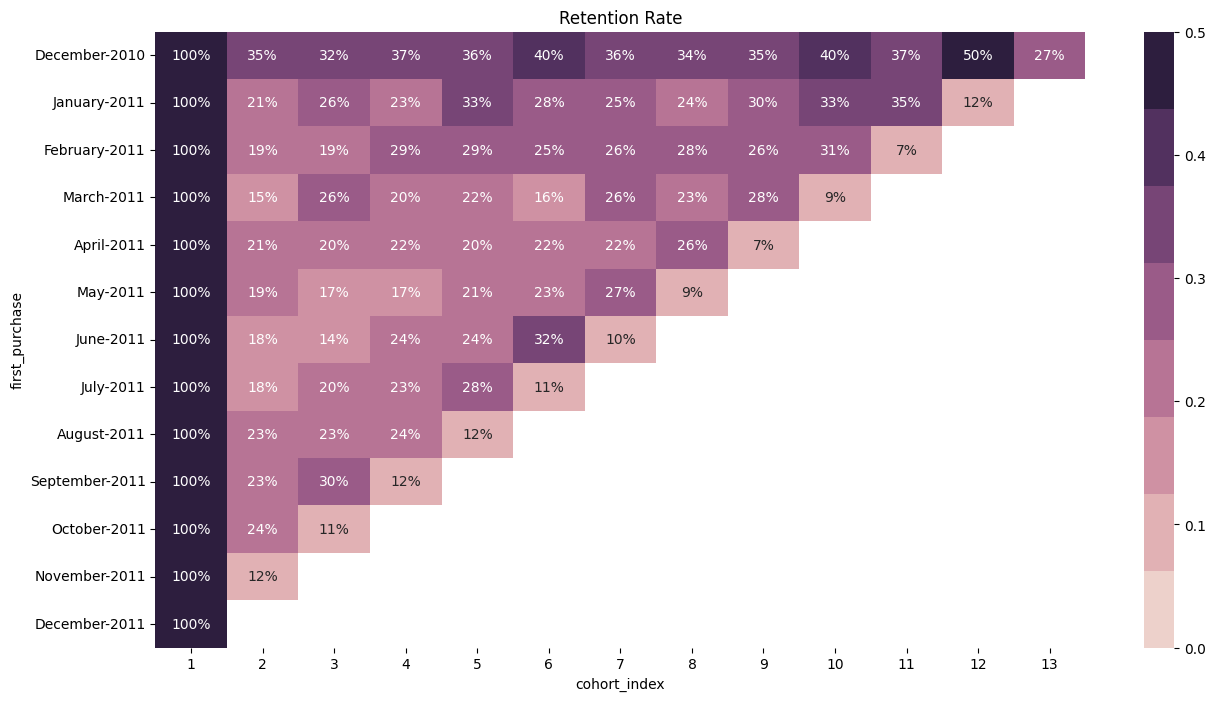 Retention Rate
December-2010 100% 35% 32% 37% 36% 40% 36% 34% 35% 40% 37% 50% 27%
January-2011 100% 21% 26% 23% 33% 28% 25% 24% 30% 33% 35% 12%
February-2011 100% 19% 19% 29% 29% 25% 26% 28% 26% 31% 7%
March-2011 100% 15% 26% 20% 22% 16% 26% 23% 28% 9%
April-2011 100% 21% 20% 22% 20% 22% 22% 26% 7%
May-2011 100% 19% 17% 17% 21% 23% 27% 9%
June-2011 100% 18% 14% 24% 24% 32% 10%
July-2011 100% 18% 20% 23% 28% 11%
August-2011 100% 23% 23% 24% 12%
September-2011 100% 23% 30% 12%
October-2011 100% 24% 11%
November-2011 100% 12%
December-2011 100%
1 2 3 4 5 6 7 8 9 10 11 12 13
cohort_index
first_purchase
0.5
0.4
0.3
0.2
0.1
0.0